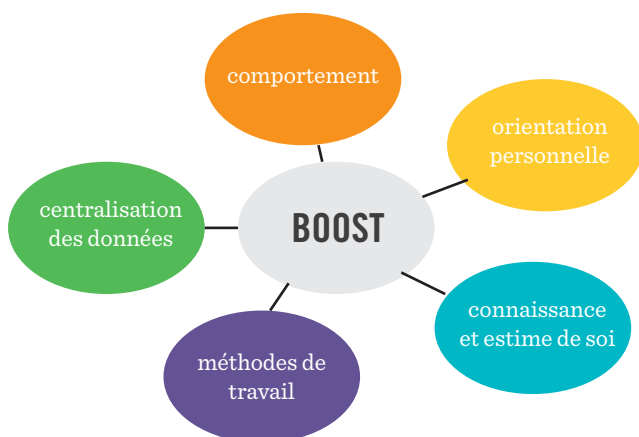 comportement
orientation
personnelle
centralisation
des données
BOOST
connaissance
et estime de soi
méthodes de
travail